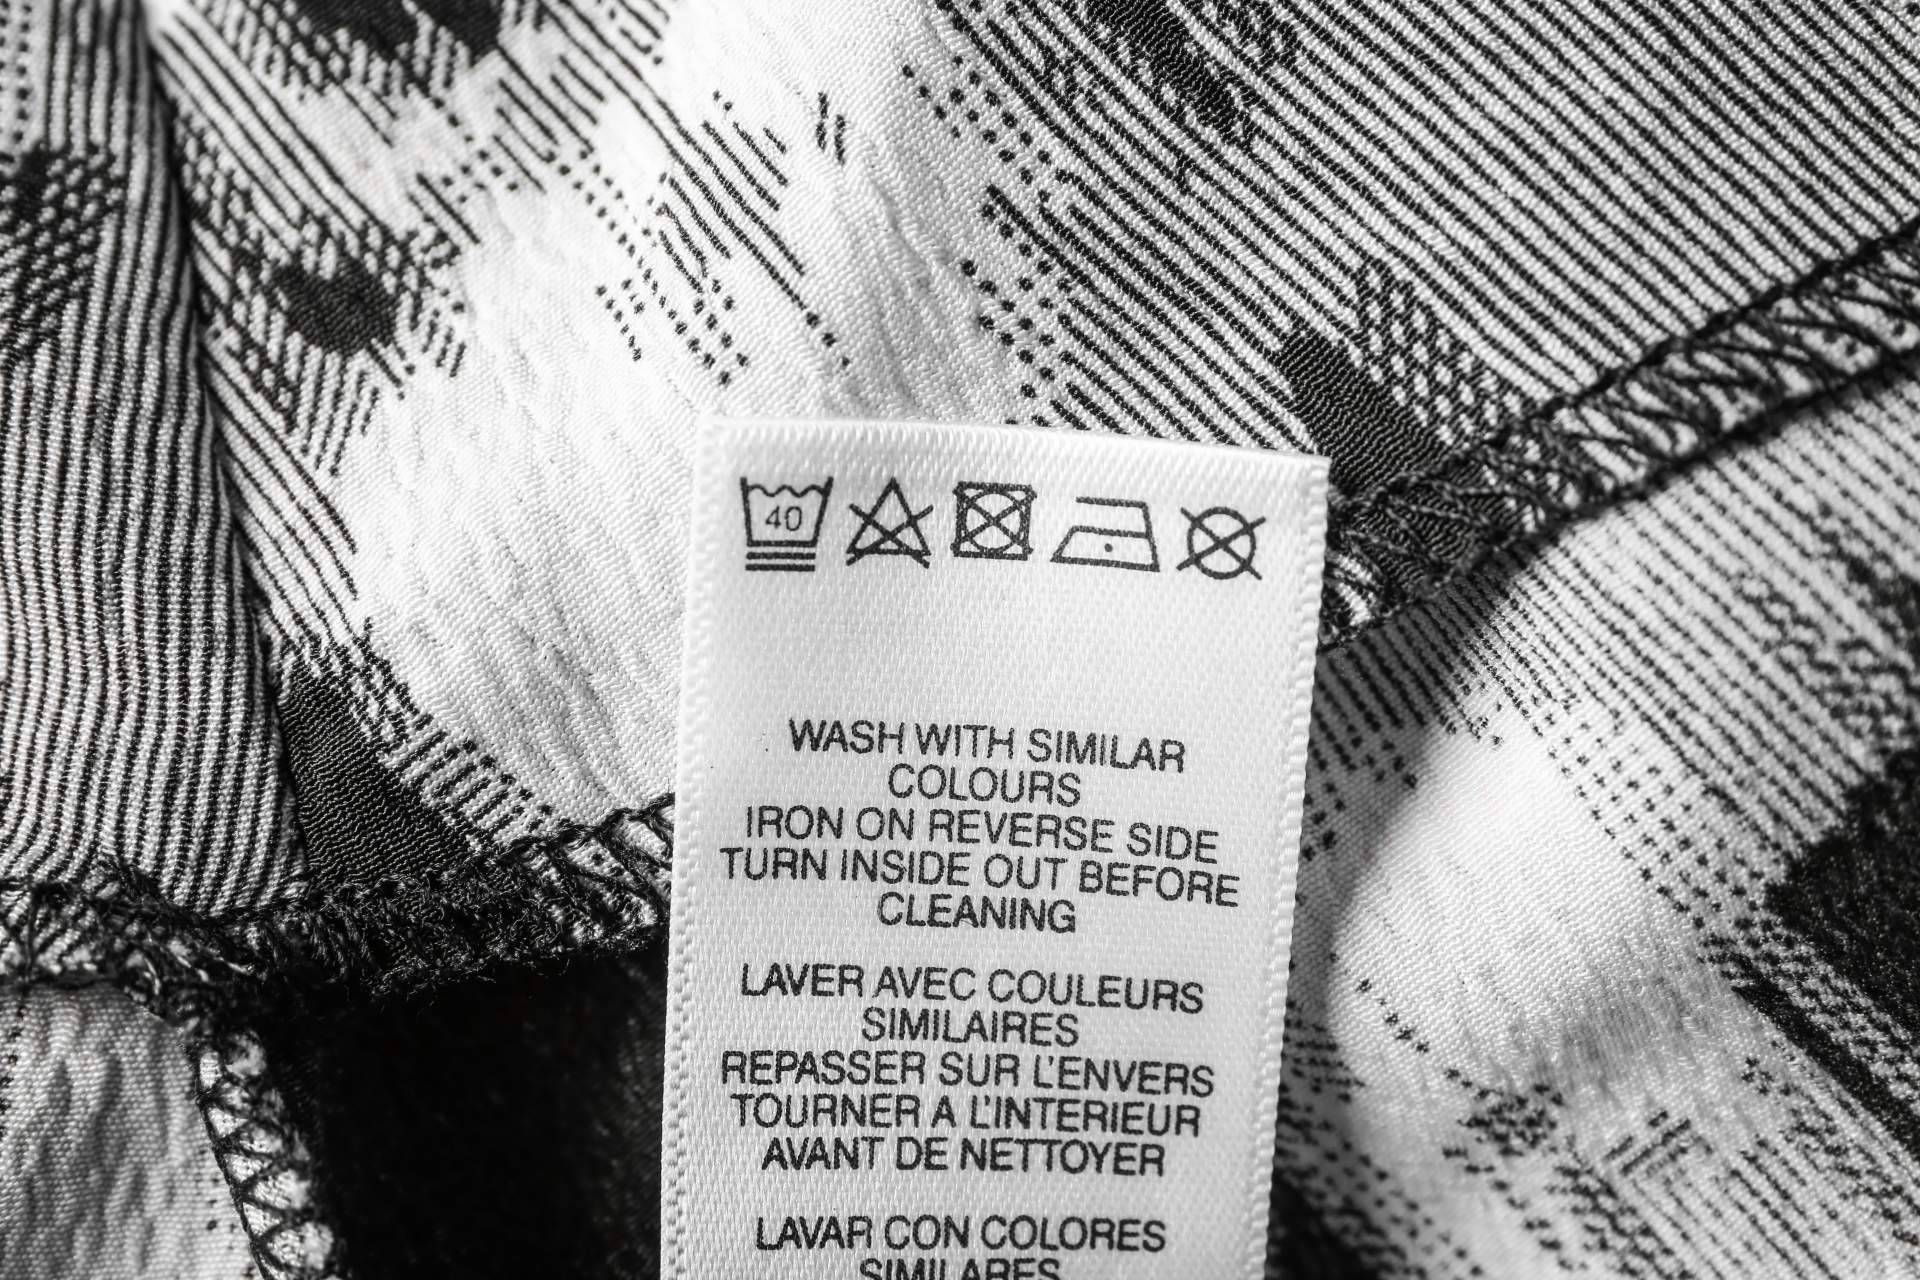 40
WASH WITH SIMILAR
COLOURS
IRON ON REVERSE SIDE
TURN INSIDE OUT BEFORE
CLEANING
LAVER AVEC COULEURS
SIMILAIRES
REPASSER SUR L'ENVERS
TOURNER A L'INTERIEUR
AVANT DE NETTOYER
LAVAR CON COLORES
SIMILARES